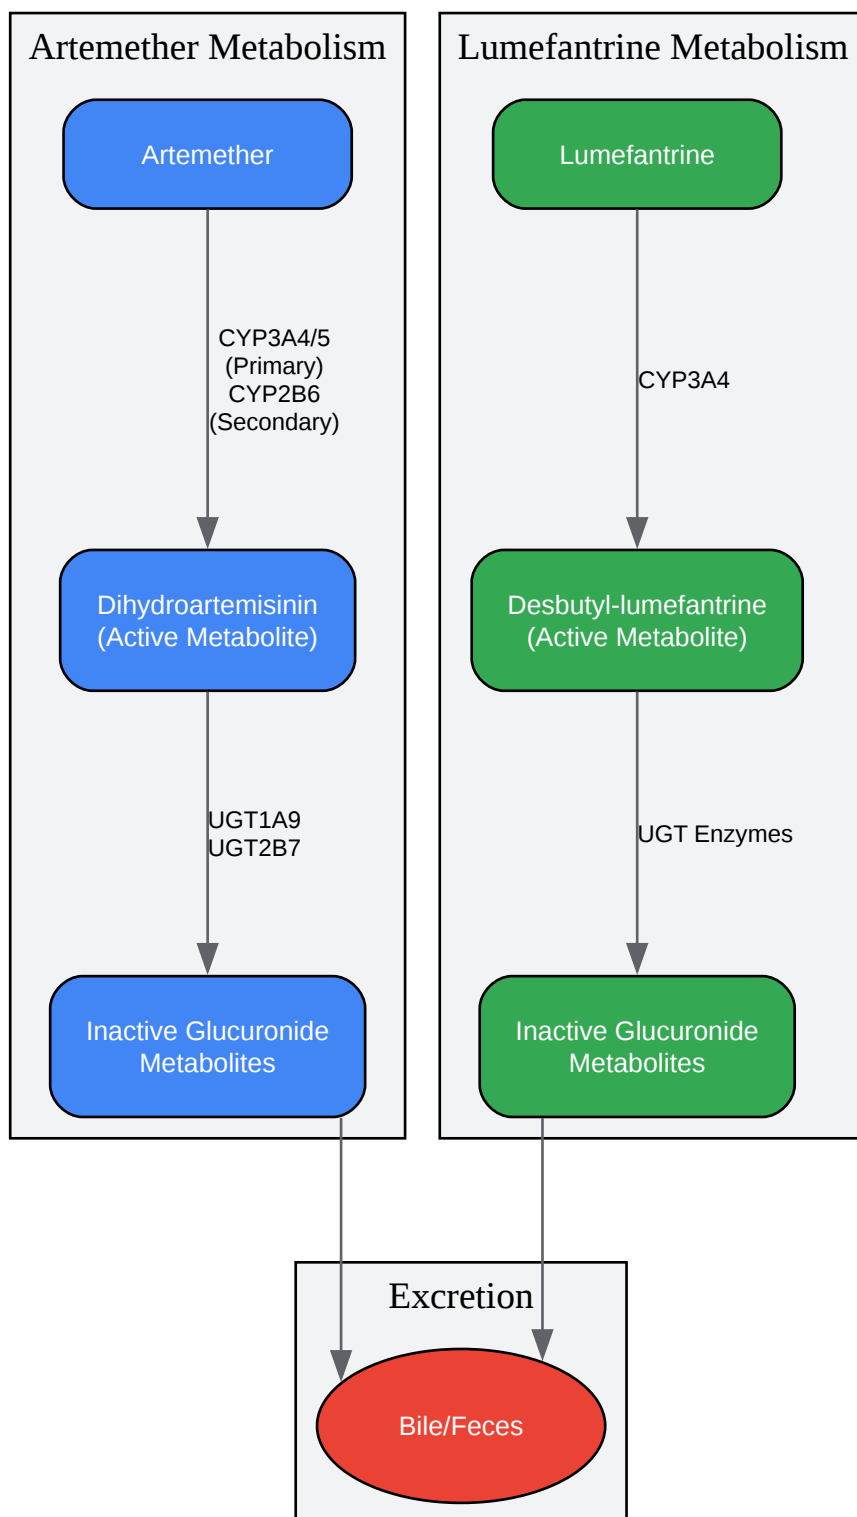 Artemether Metabolism
Artemether
CYP3A4/5
(Primary)
CYP2B6
(Secondary)
Dihydroartemisinin
(Active Metabolite)
UGT1A9
UGT2B7
Inactive Glucuronide
Metabolites
Lumefantrine Metabolism
Lumefantrine
CYP3A4
Desbutyl-lumefantrine
(Active Metabolite)
UGT Enzymes
Inactive Glucuronide
Metabolites
Excretion
Bile/Feces